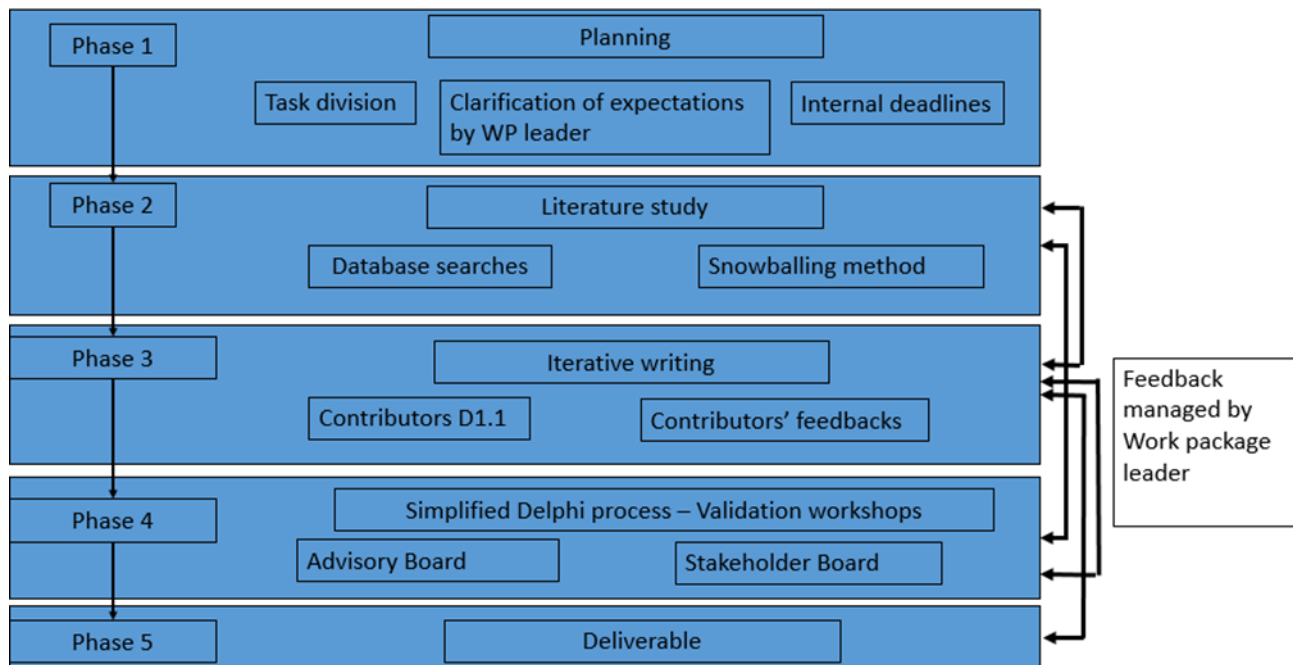 Phase 1
Planning
Task division
Clarification of expectations
by WP leader
Internal deadlines
Phase 2
Literature study
Database searches
Snowballing method
Phase 3
Iterative writing
Contributors D1.1
Contributors’ feedbacks
Feedback
managed by
Work package
leader
Phase 4
Simplified Delphi process – Validation workshops
Advisory Board
Stakeholder Board
Phase 5
Deliverable